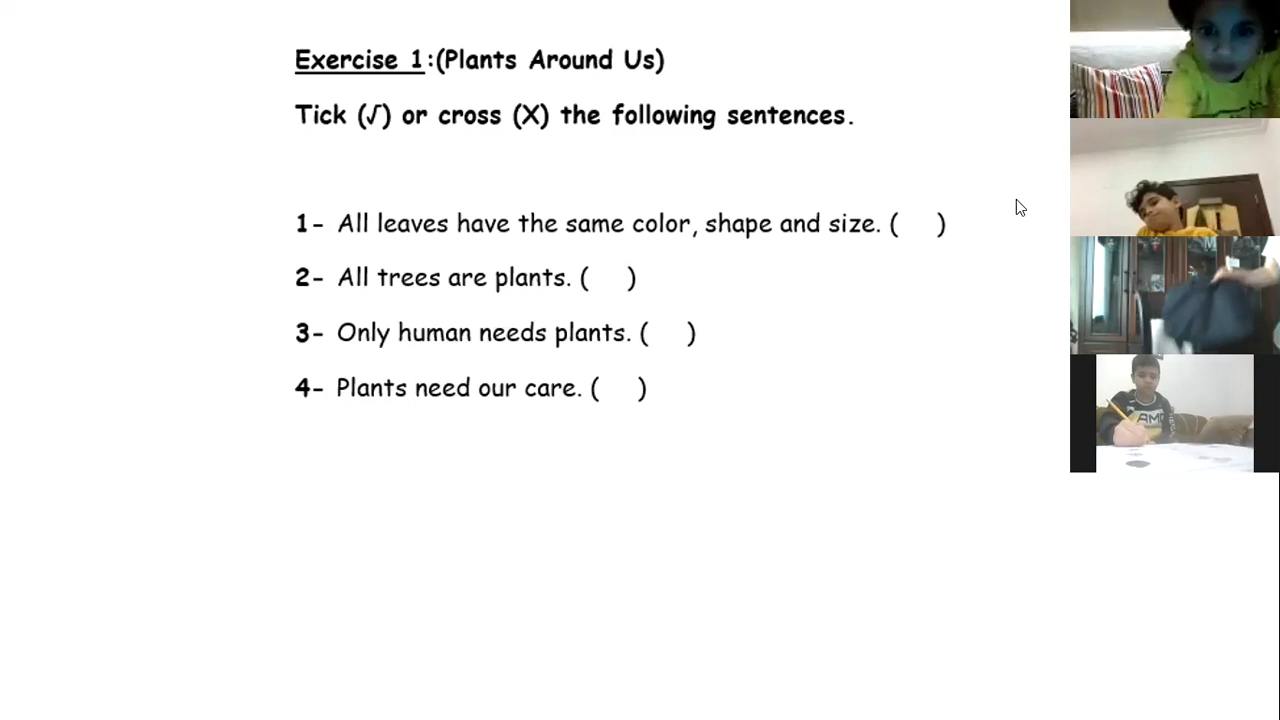 Exercise 1:(Plants Around Us)
Tick (√) or cross (X) the following sentences.
1- All leaves have the same color, shape and size. ( )
2- All trees are plants. ( )
3- Only human needs plants. ( )
4- Plants need our care. ( )